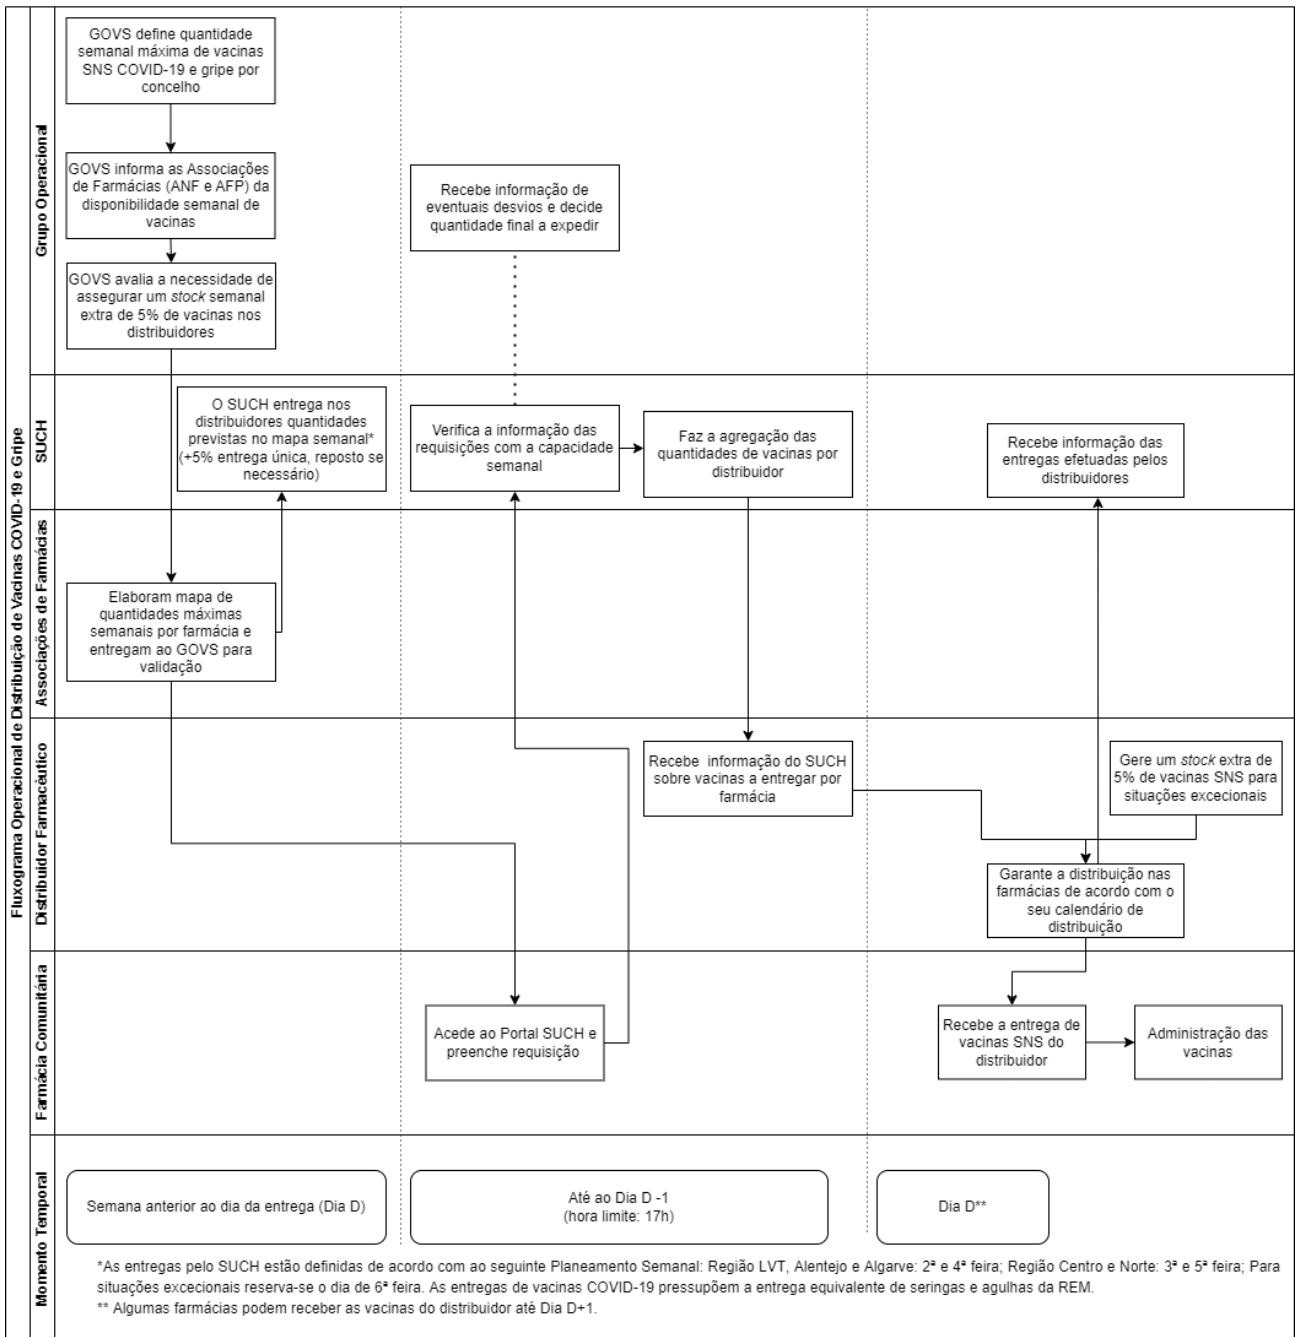 Fluxograma Operacional de Distribuição de Vacinas COVID-19 e Gripe
Grupo Operacional
GOVS define quantidade
semanal máxima de vacinas
SNS COVID-19 e gripe por
concelho
GOVS informa as Associações
de Farmácias (ANF e AFP) da
disponibilidade semanal de
vacinas
GOVS avalia a necessidade de
assegurar um stock semanal
extra de 5% de vacinas nos
distribuidores
Recebe informação de
eventuais desvios e decide
quantidade final a expedir
SUCH
O SUCH entrega nos
distribuidores quantidades
previstas no mapa semanal*
(+5% entrega única, reposto se
necessário)
Verifica a informação das
requisições com a capacidade
semanal
Faz a agregação das
quantidades de vacinas por
distribuidor
Recebe informação das
entregas efetuadas pelos
distribuidores
Associações de Farmácias
Elaboram mapa de
quantidades máximas
semanais por farmácia e
entregam ao GOVS para
validação
Distribuidor Farmacêutico
Recebe informação do SUCH
sobre vacinas a entregar por
farmácia
Gere um stock extra de
5% de vacinas SNS para
situações excecionais
Garante a distribuição nas
farmácias de acordo com o
seu calendário de
distribuição
Farmácia Comunitária
Acede ao Portal SUCH e
preenche requisição
Recebe a entrega de
vacinas SNS do
distribuidor
Administração das
vacinas
Momento Temporal
Semana anterior ao dia da entrega (Dia D)
Até ao Dia D -1
(hora limite: 17h)
Dia D**
*As entregas pelo SUCH estão definidas de acordo com ao seguinte Planeamento Semanal: Região LVT, Alentejo e Algarve: 2ª e 4ª feira; Região Centro e Norte: 3ª e 5ª feira; Para
situações excecionais reserva-se o dia de 6ª feira. As entregas de vacinas COVID-19 pressupõem a entrega equivalente de seringas e agulhas da REM.
** Algumas farmácias podem receber as vacinas do distribuidor até Dia D+1.